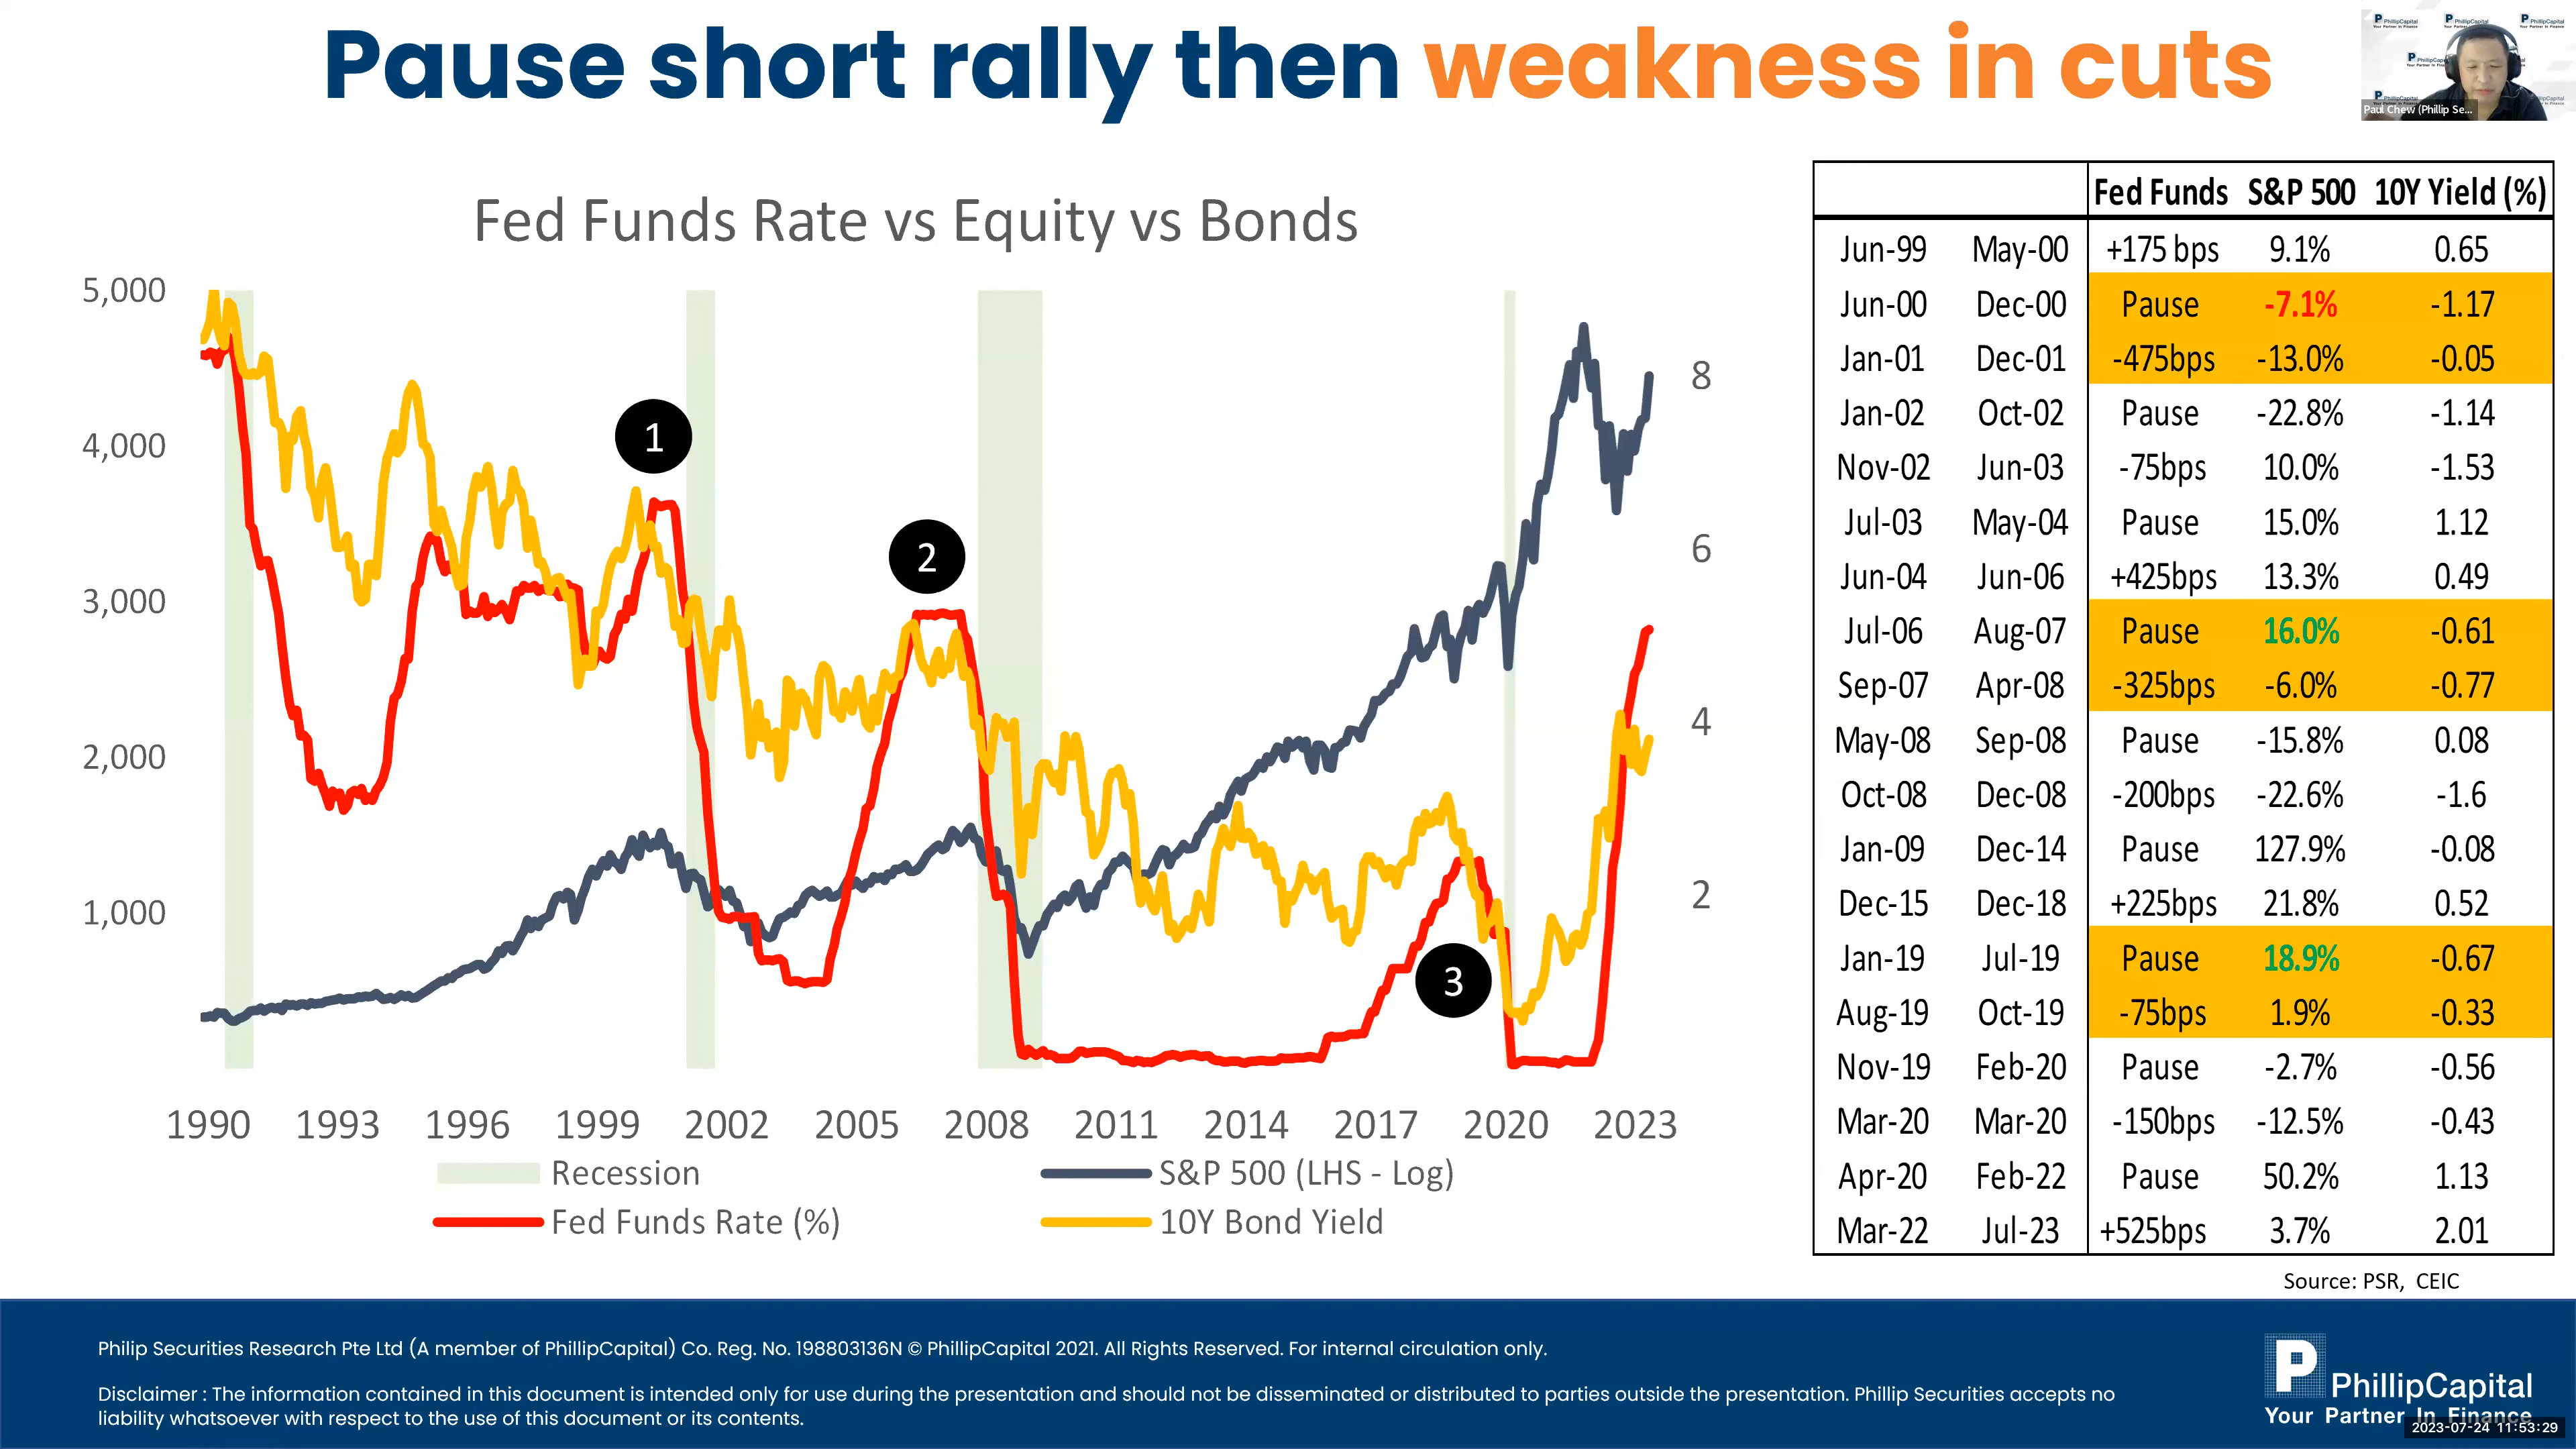 Pause short rally then weakness in cuts
PhillipCapital
Paul Chew (Phillip Se...
Fed Funds Rate vs Equity vs Bonds
5,000
4,000
3,000
2,000
1,000
8
6
4
2
1
2
3
1990 1993 1996 1999 2002 2005 2008 2011 2014 2017 2020 2023
Recession S&P 500 (LHS - Log)
Fed Funds Rate (%) 10Y Bond Yield
Fed Funds S&P 500 10Y Yield (%)
Jun-99 May-00 +175 bps 9.1% 0.65
Jun-00 Dec-00 Pause -7.1% -1.17
Jan-01 Dec-01 -475bps -13.0% -0.05
Jan-02 Oct-02 Pause -22.8% -1.14
Nov-02 Jun-03 -75bps 10.0% -1.53
Jul-03 May-04 Pause 15.0% 1.12
Jun-04 Jun-06 +425bps 13.3% 0.49
Jul-06 Aug-07 Pause 16.0% -0.61
Sep-07 Apr-08 -325bps -6.0% -0.77
May-08 Sep-08 Pause -15.8% 0.08
Oct-08 Dec-08 -200bps -22.6% -1.6
Jan-09 Dec-14 Pause 127.9% -0.08
Dec-15 Dec-18 +225bps 21.8% 0.52
Jan-19 Jul-19 Pause 18.9% -0.67
Aug-19 Oct-19 -75bps 1.9% -0.33
Nov-19 Feb-20 Pause -2.7% -0.56
Mar-20 Mar-20 -150bps -12.5% -0.43
Apr-20 Feb-22 Pause 50.2% 1.13
Mar-22 Jul-23 +525bps 3.7% 2.01
Source: PSR, CEIC
Philip Securities Research Pte Ltd (A member of PhillipCapital) Co. Reg. No. 198803136N © PhillipCapital 2021. All Rights Reserved. For internal circulation only.
Disclaimer : The information contained in this document is intended only for use during the presentation and should not be disseminated or distributed to parties outside the presentation. Phillip Securities accepts no
liability whatsoever with respect to the use of this document or its contents.
P PhillipCapital
Your Partner In Finance
2023-07-24 11:53:29